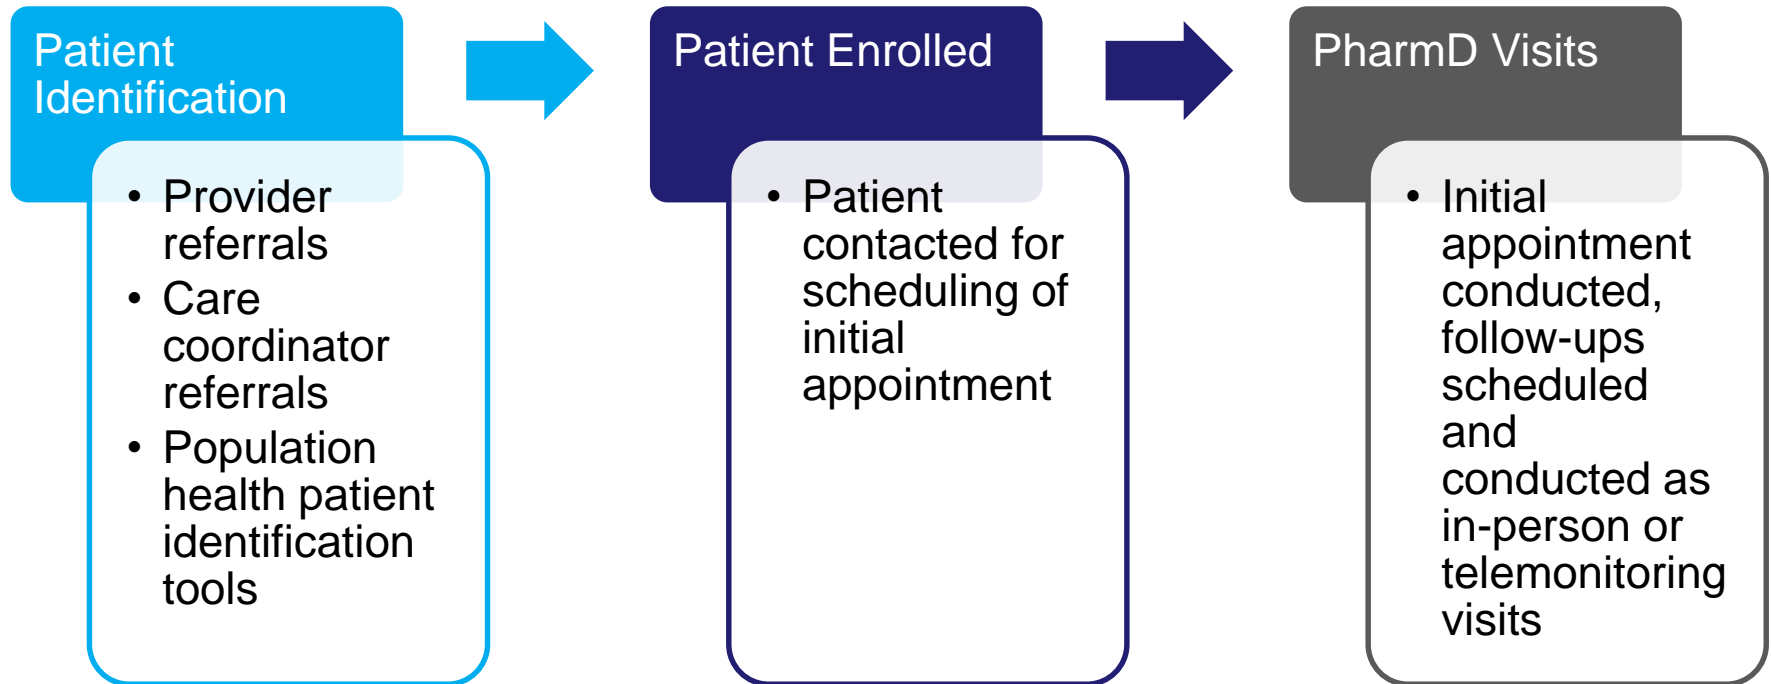 Patient
Identification
• Provider
referrals
• Care
coordinator
referrals
• Population
health patient
identification
tools
Patient Enrolled
• Patient
contacted for
scheduling of
initial
appointment
PharmD Visits
• Initial
appointment
conducted,
follow-ups
scheduled
and
conducted as
in-person or
telemonitoring
visits